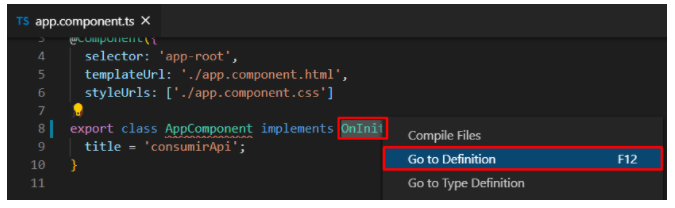 TS app.component.ts ×
3 @Component({
4 selector: 'app-root',
5 templateUrl: './app.component.html',
6 styleUrls: ['./app.component.css']
7
8 export class AppComponent implements OnInit
9 title = 'consumirApi';
10 }
11
Compile Files
Go to Definition F12
Go to Type Definition